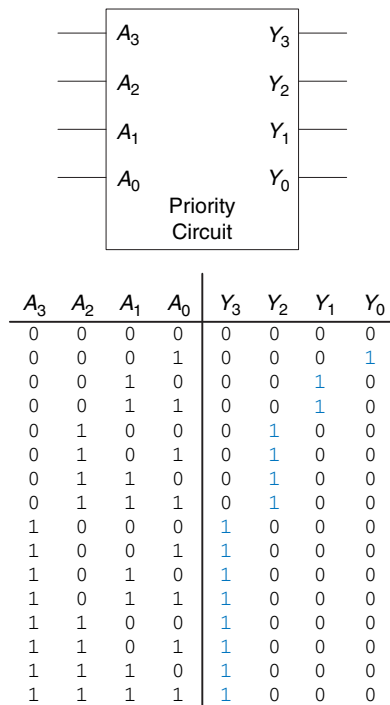 A3 Y3
A2 Y2
A1 Y1
A0 Y0
Priority
Circuit
A3 A2 A1 A0 Y3 Y2 Y1 Y0
0 0 0 0 0 0 0 0
0 0 0 1 0 0 0 1
0 0 1 0 0 0 1 0
0 0 1 1 0 0 1 0
0 1 0 0 0 1 0 0
0 1 0 1 0 1 0 0
0 1 1 0 0 1 0 0
0 1 1 1 0 1 0 0
1 0 0 0 1 0 0 0
1 0 0 1 1 0 0 0
1 0 1 0 1 0 0 0
1 0 1 1 1 0 0 0
1 1 0 0 1 0 0 0
1 1 0 1 1 0 0 0
1 1 1 0 1 0 0 0
1 1 1 1 1 0 0 0